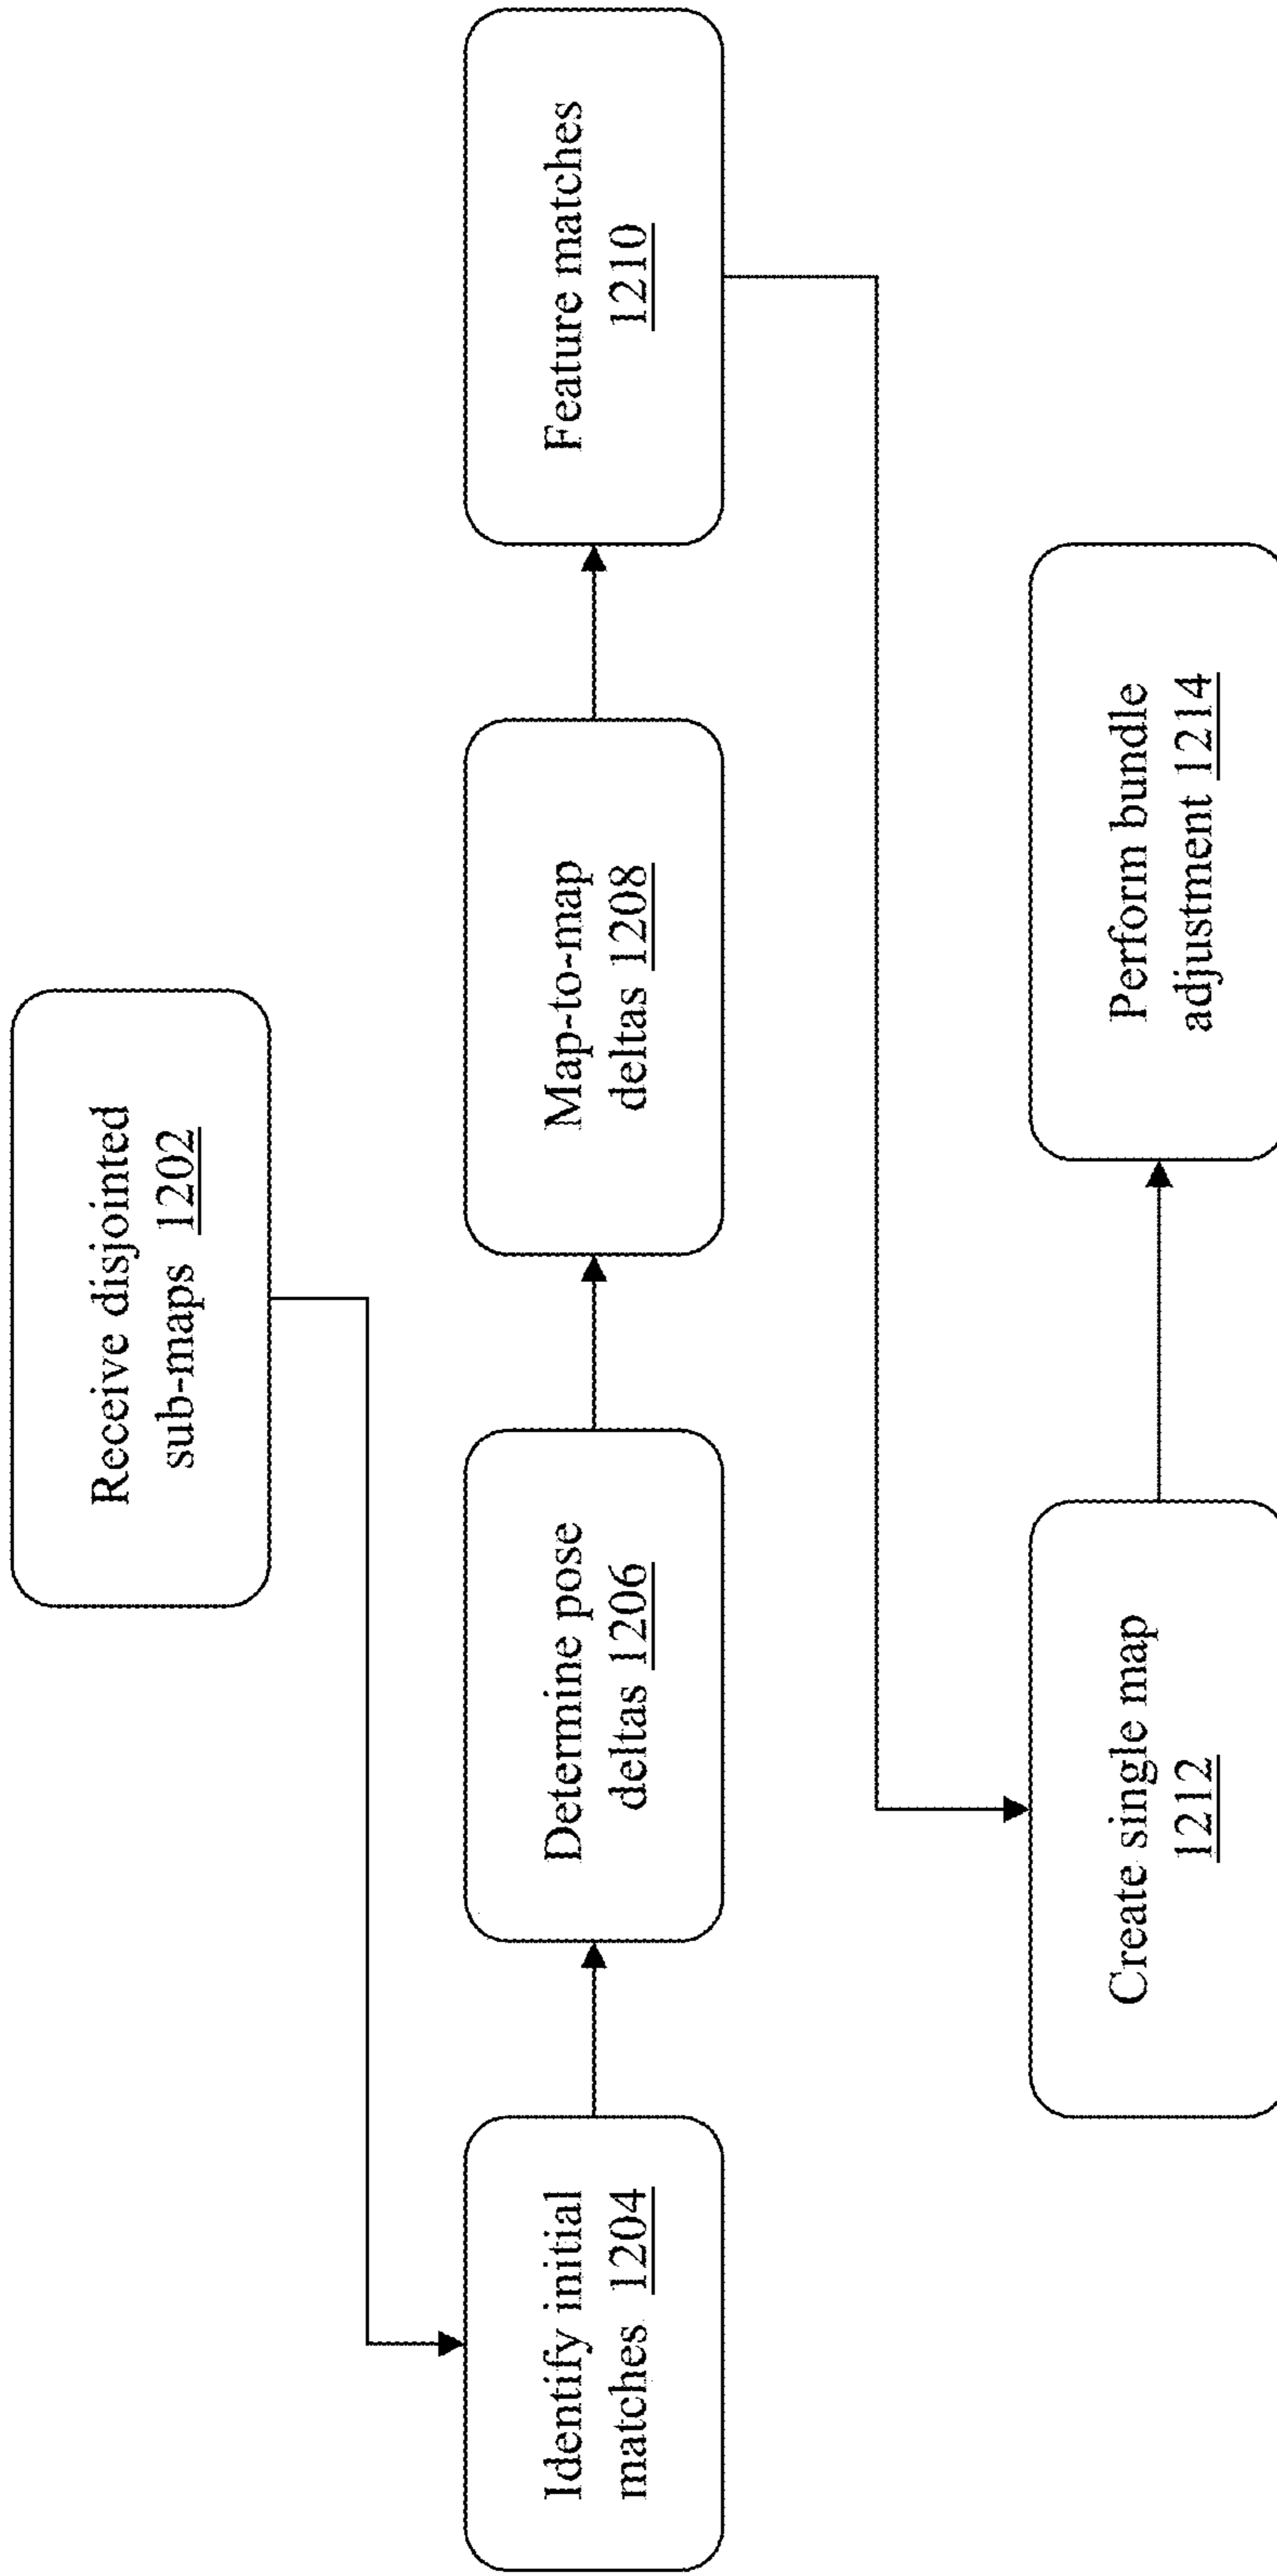 Receive disjointed
sub-maps 1202
Identify initial
matches 1204
Determine pose
deltas 1206
Map-to-map
deltas 1208
Feature matches
1210
Create single map
1212
Perform bundle
adjustment 1214